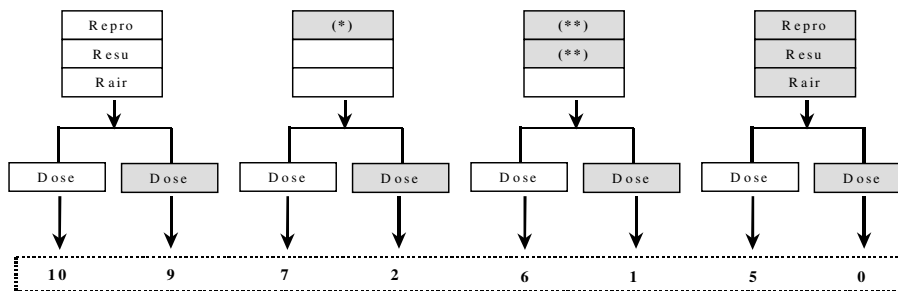 Repro (*) (**) Repro
Resu (**) Resu
Rair Rair
Dose Dose Dose Dose Dose Dose Dose Dose
10 9 7 2 6 1 5 0